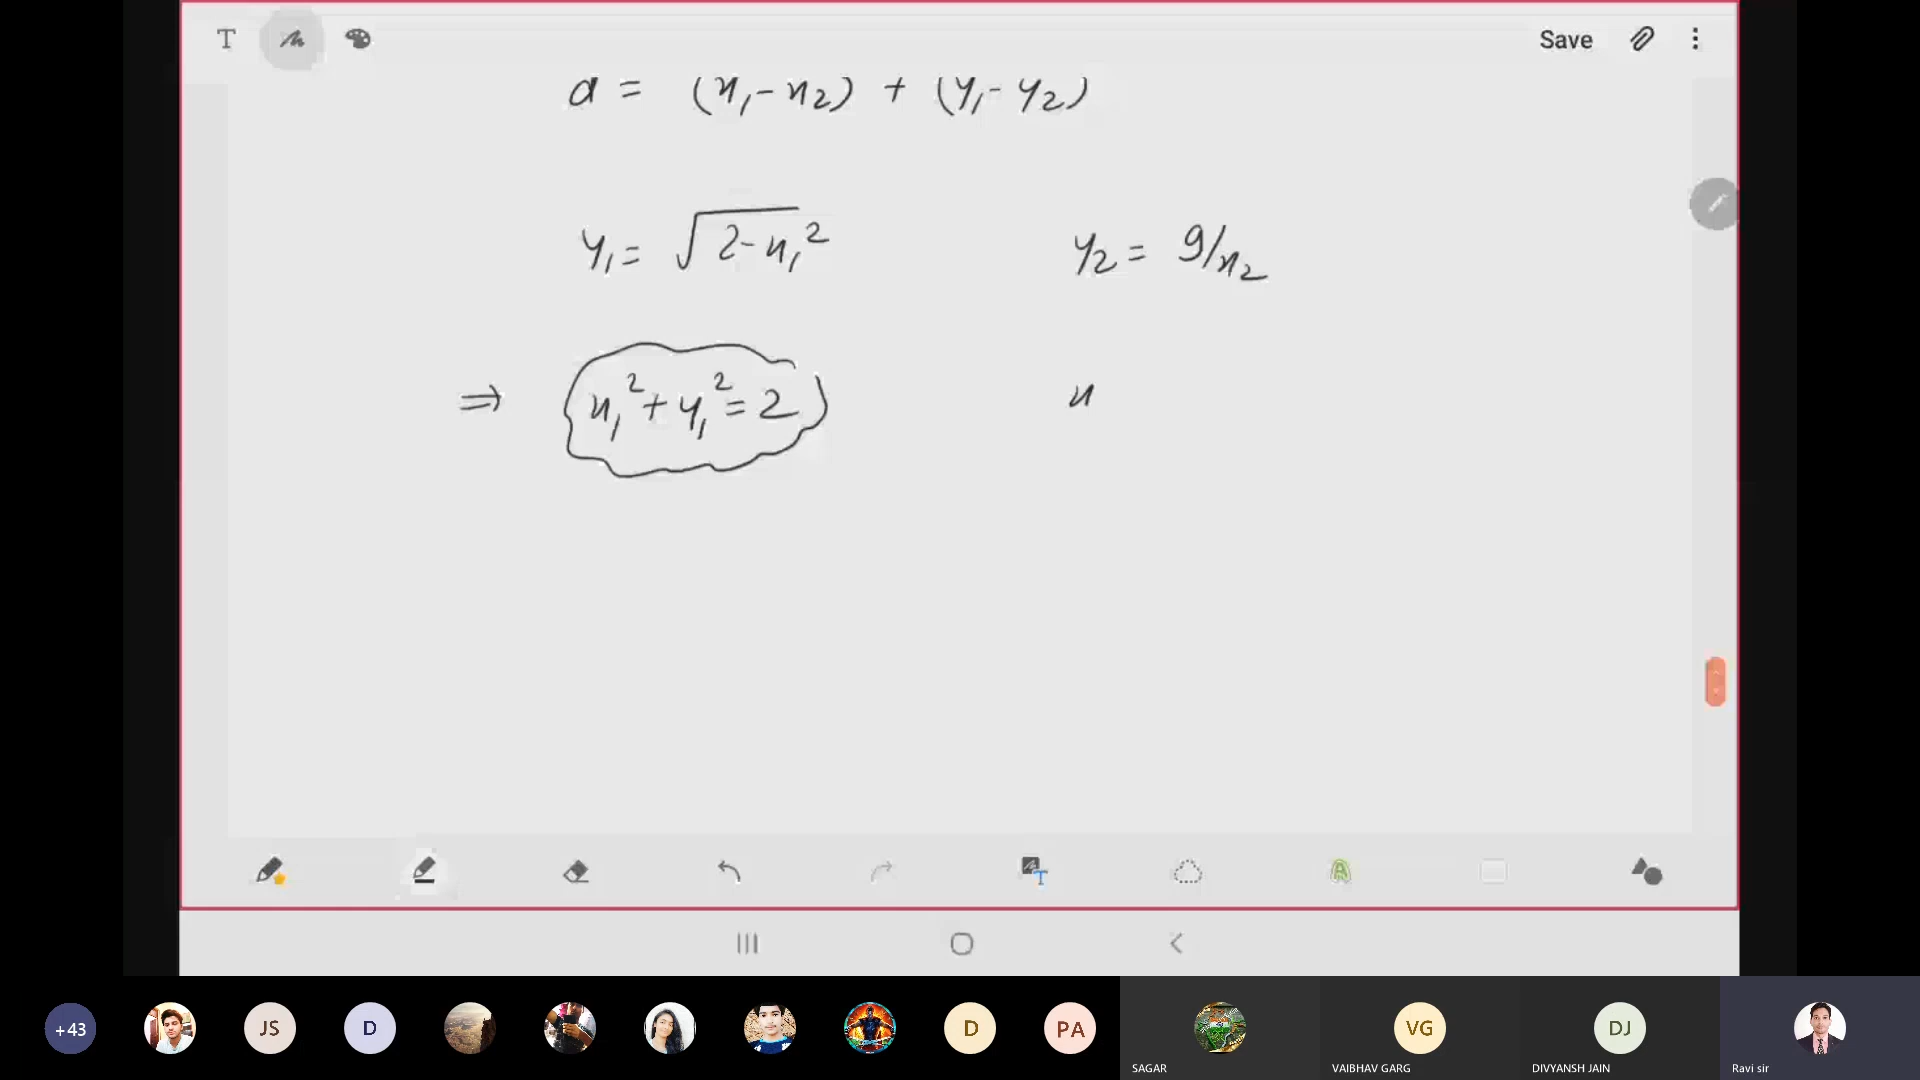 T Save
d = (x₁-x₂) + (y₁-y₂)
y₁ = √2-x₁² y₂ = 9/x₂
⇒ x₁² + y₁² = 2 x
A
+43 JS D D PA VG DJ
SAGAR VAIBHAV GARG DIVYANSH JAIN Ravi sir